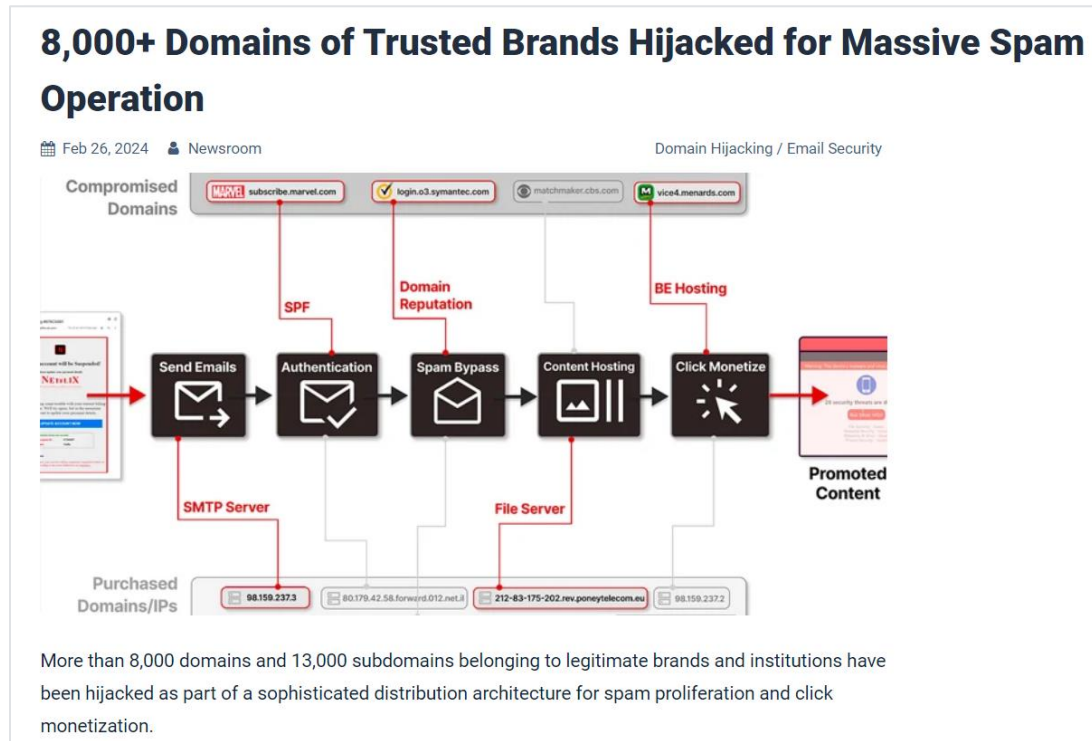 8,000+ Domains of Trusted Brands Hijacked for Massive Spam
Operation
Feb 26, 2024 Newsroom Domain Hijacking / Email Security
Compromised
Domains
MARVEL subscribe.marvel.com
login.o3.symantec.com
matchmaker.cbs.com
M vice4.menards.com
SPF
Domain
Reputation
BE Hosting
Send Emails
Authentication
Spam Bypass
Content Hosting
Click Monetize
Promoted
Content
SMTP Server
File Server
Purchased
Domains/IPs
98.159.237.3
80.179.42.58.forward.012.net.il
212-83-175-202.rev.poneytelecom.eu
98.159.237.2
More than 8,000 domains and 13,000 subdomains belonging to legitimate brands and institutions have
been hijacked as part of a sophisticated distribution architecture for spam proliferation and click
monetization.